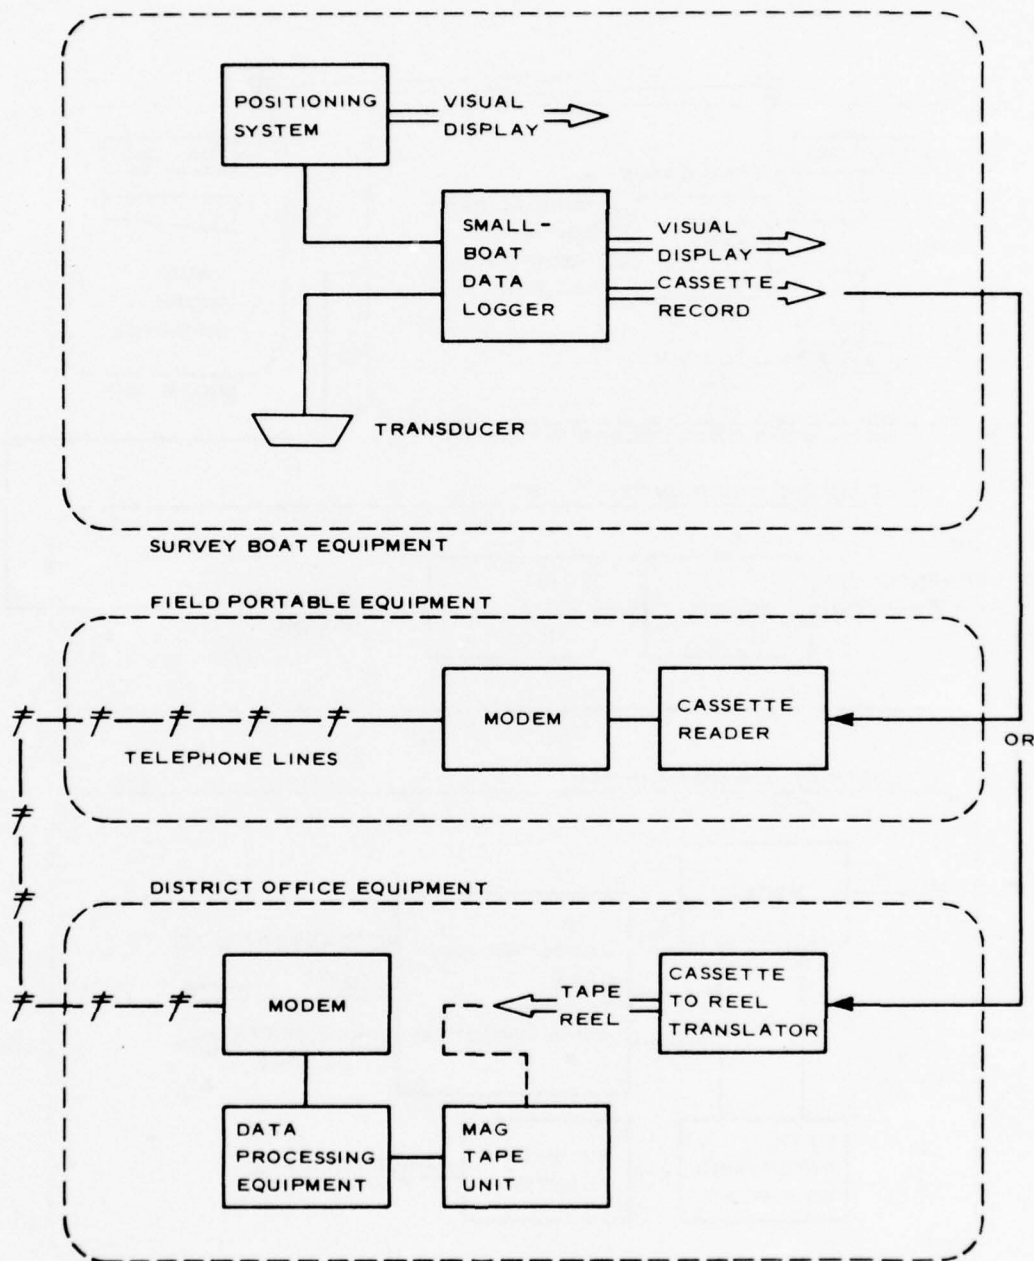 POSITIONING
SYSTEM
VISUAL
DISPLAY
SMALL-
BOAT
DATA
LOGGER
VISUAL
DISPLAY
CASSETTE
RECORD
TRANSDUCER
SURVEY BOAT EQUIPMENT
FIELD PORTABLE EQUIPMENT
MODEM
CASSETTE
READER
OR
TELEPHONE LINES
DISTRICT OFFICE EQUIPMENT
MODEM
TAPE
REEL
CASSETTE
TO REEL
TRANSLATOR
DATA
PROCESSING
EQUIPMENT
MAG
TAPE
UNIT